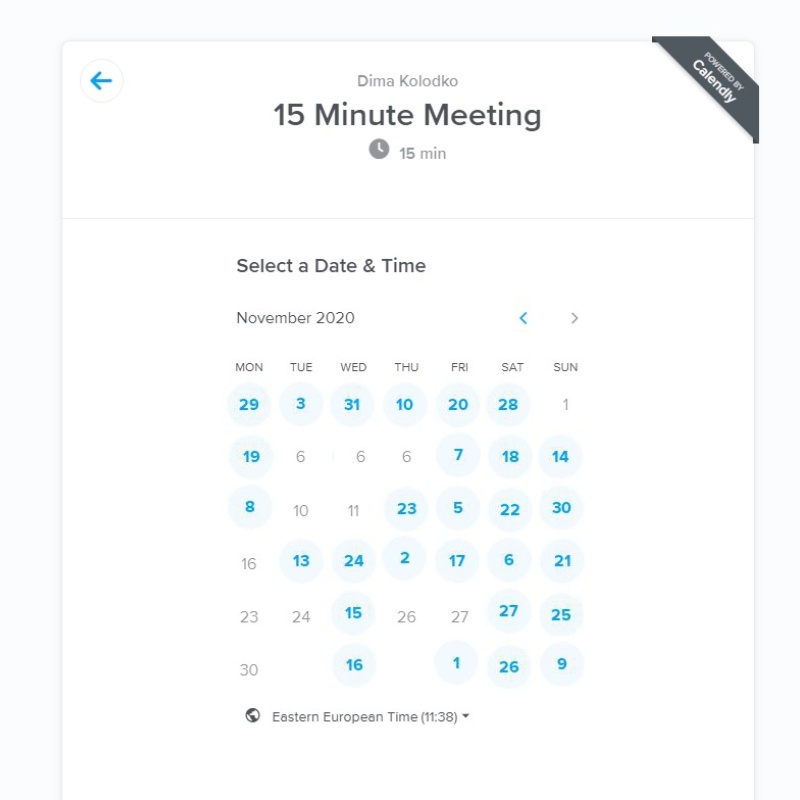 POWERED BY
Calendly
Dima Kolodko
15 Minute Meeting
15 min
Select a Date & Time
November 2020
MON TUE WED THU FRI SAT SUN
29 3 31 10 20 28 1
19 6 6 6 7 18 14
8 10 11 23 5 22 30
16 13 24 2 17 6 21
23 24 15 26 27 27 25
30 16 1 26 9
Eastern European Time (11:38)